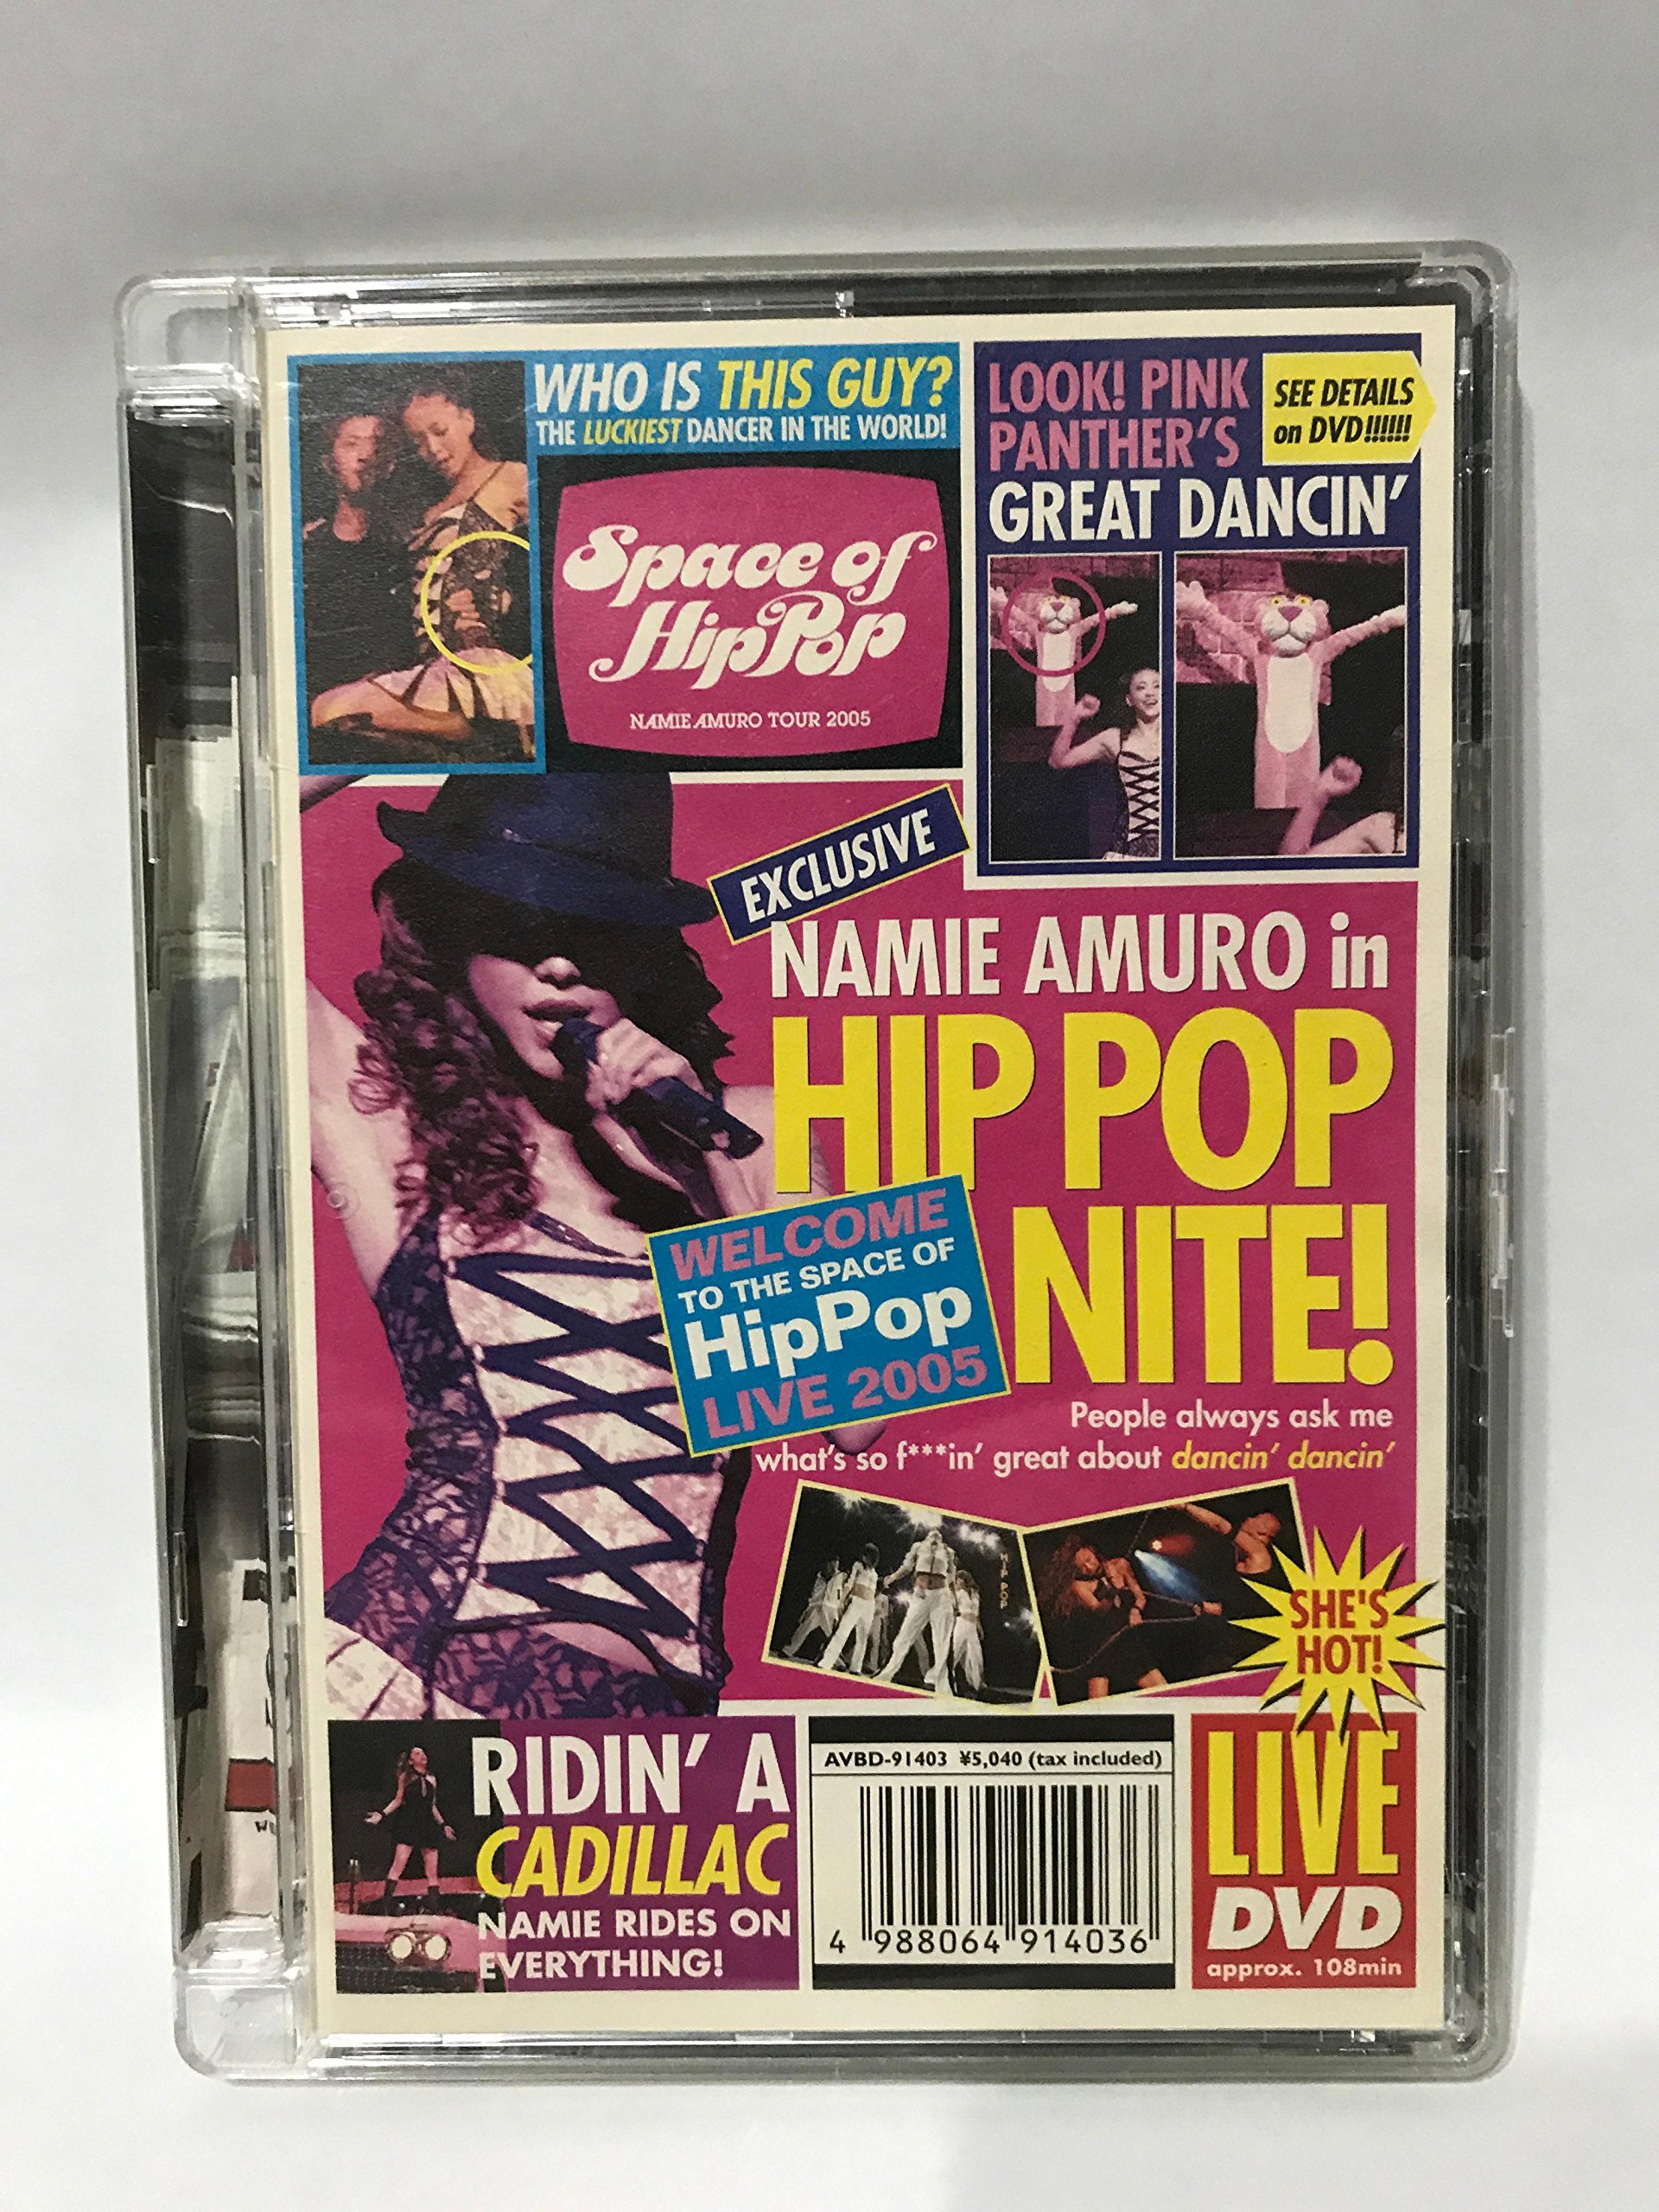 WHO IS THIS GUY?
THE LUCKIEST DANCER IN THE WORLD!
Space of
HipPop
NAMIE AMURO TOUR 2005
LOOK! PINK
PANTHER'S
GREAT DANCIN'
SEE DETAILS
on DVD!!!!!!
EXCLUSIVE
NAMIE AMURO in
HIP POP
NITE!
WELCOME
TO THE SPACE OF
HipPop
LIVE 2005
People always ask me
what's so f***in' great about dancin' dancin'
HIP POP
SHE'S
HOT!
RIDIN' A
CADILLAC
NAMIE RIDES ON
EVERYTHING!
AVBD-91403 ¥5,040 (tax included)
4 988064 914036
LIVE
DVD
approx. 108min